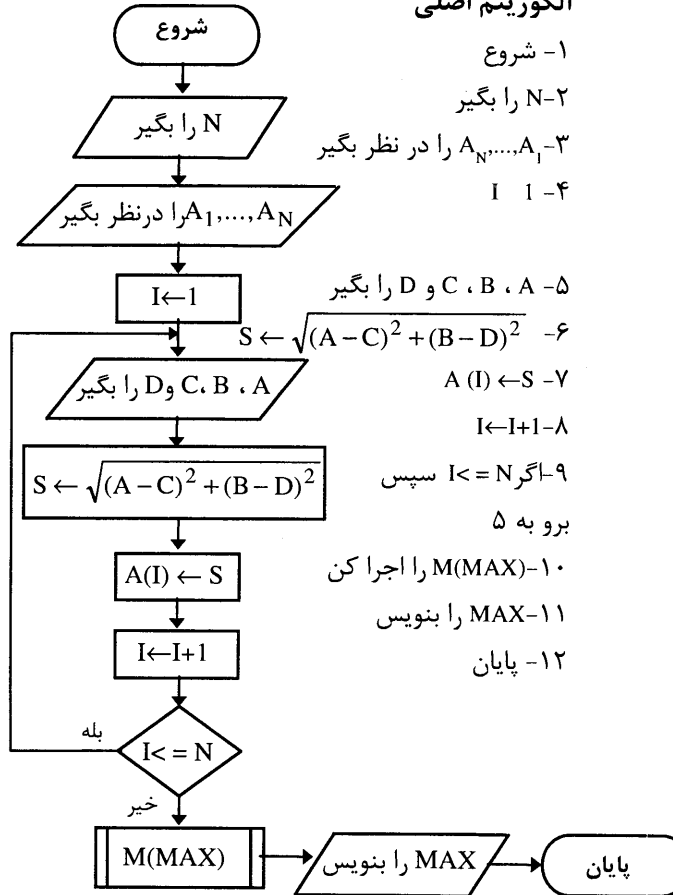 الگوریتم اصلی
۱- شروع
۲-N را بگیر
۳-A₁,...,A_N را در نظر بگیر
۴- I 1
۵- A ، B ، C و D را بگیر
۶- S ← √((A−C)² + (B−D)²)
۷- A (I) ←S
۸-I←I+1
۹-اگر I< = N سپس
برو به ۵
۱۰-M(MAX) را اجرا کن
۱۱-MAX را بنویس
۱۲- پایان
شروع
N را بگیر
A₁,...,A_N را درنظر بگیر
I←1
A ، B ،C وD را بگیر
S ← √((A−C)² + (B−D)²)
A(I) ← S
I←I+1
I< = N
بله
خیر
M(MAX)
MAX را بنویس
پایان